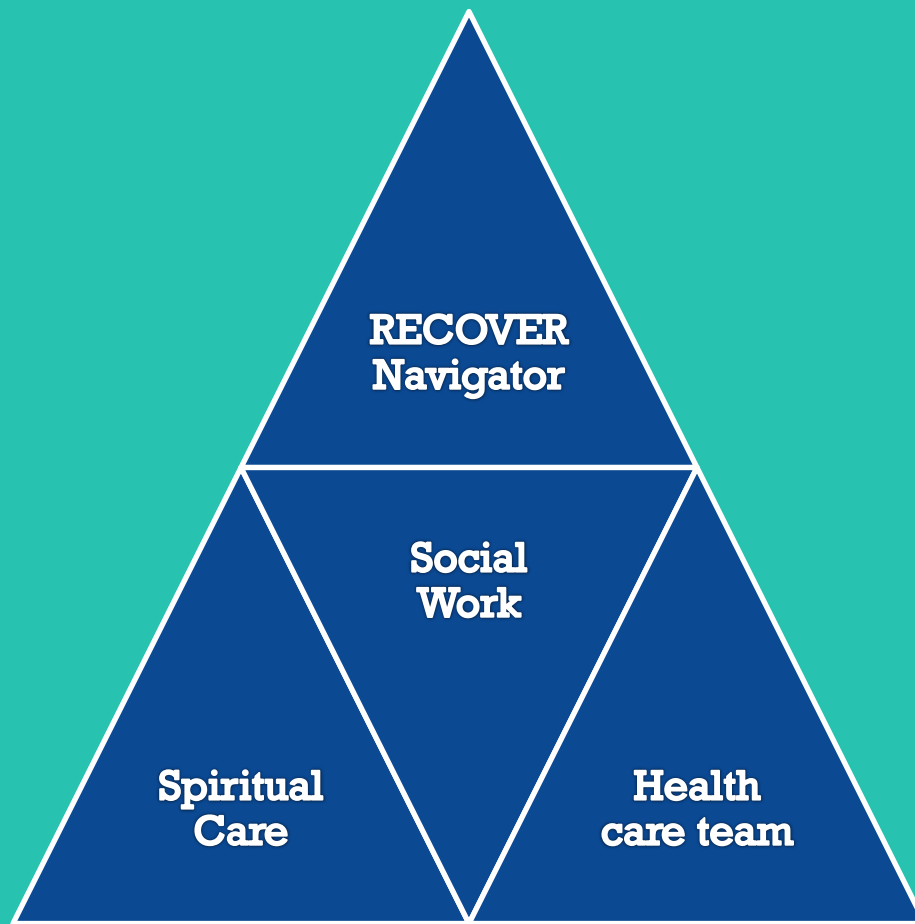 RECOVER
Navigator
Social
Work
Spiritual
Care
Health
care team